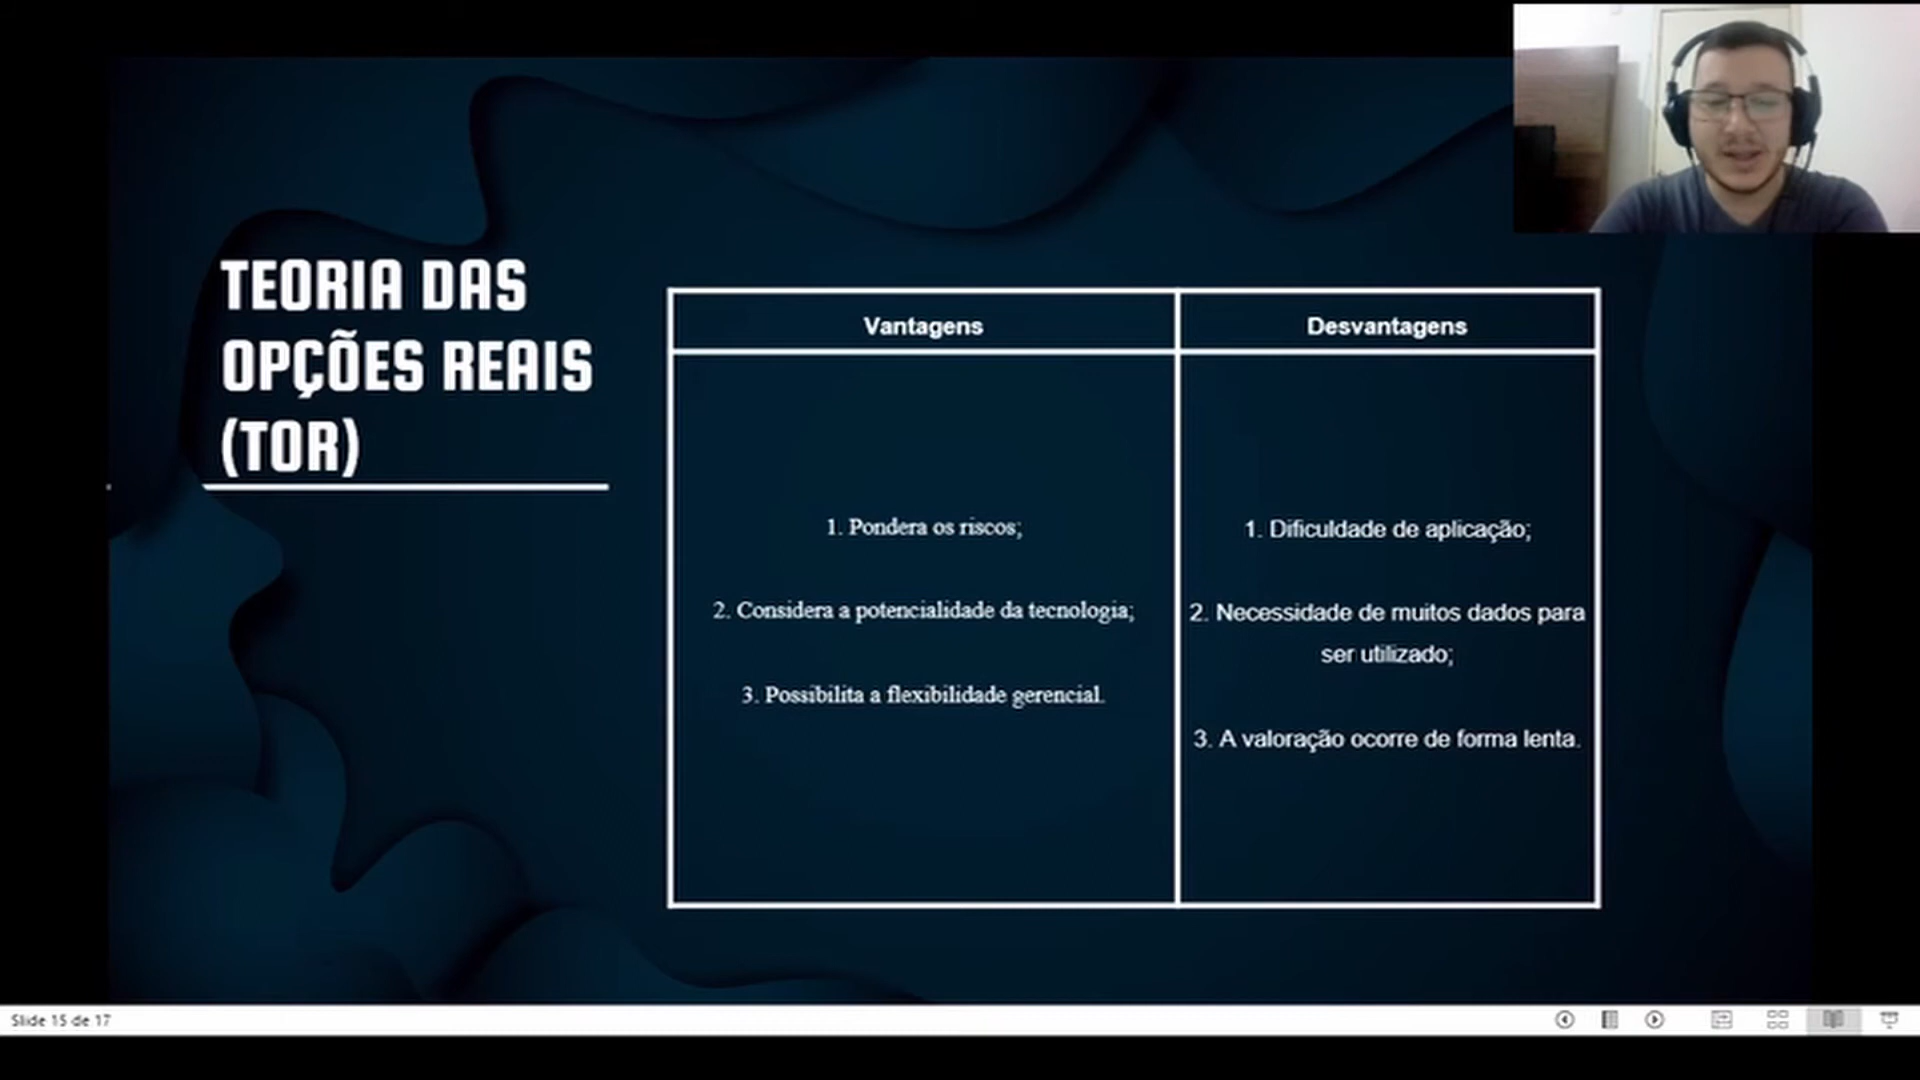 TEORIA DAS
OPÇÕES REAIS
(TOR)
Vantagens
Desvantagens
1. Pondera os riscos;
2. Considera a potencialidade da tecnologia;
3. Possibilita a flexibilidade gerencial.
1. Dificuldade de aplicação;
2. Necessidade de muitos dados para
ser utilizado;
3. A valoração ocorre de forma lenta.
Slide 15 de 17